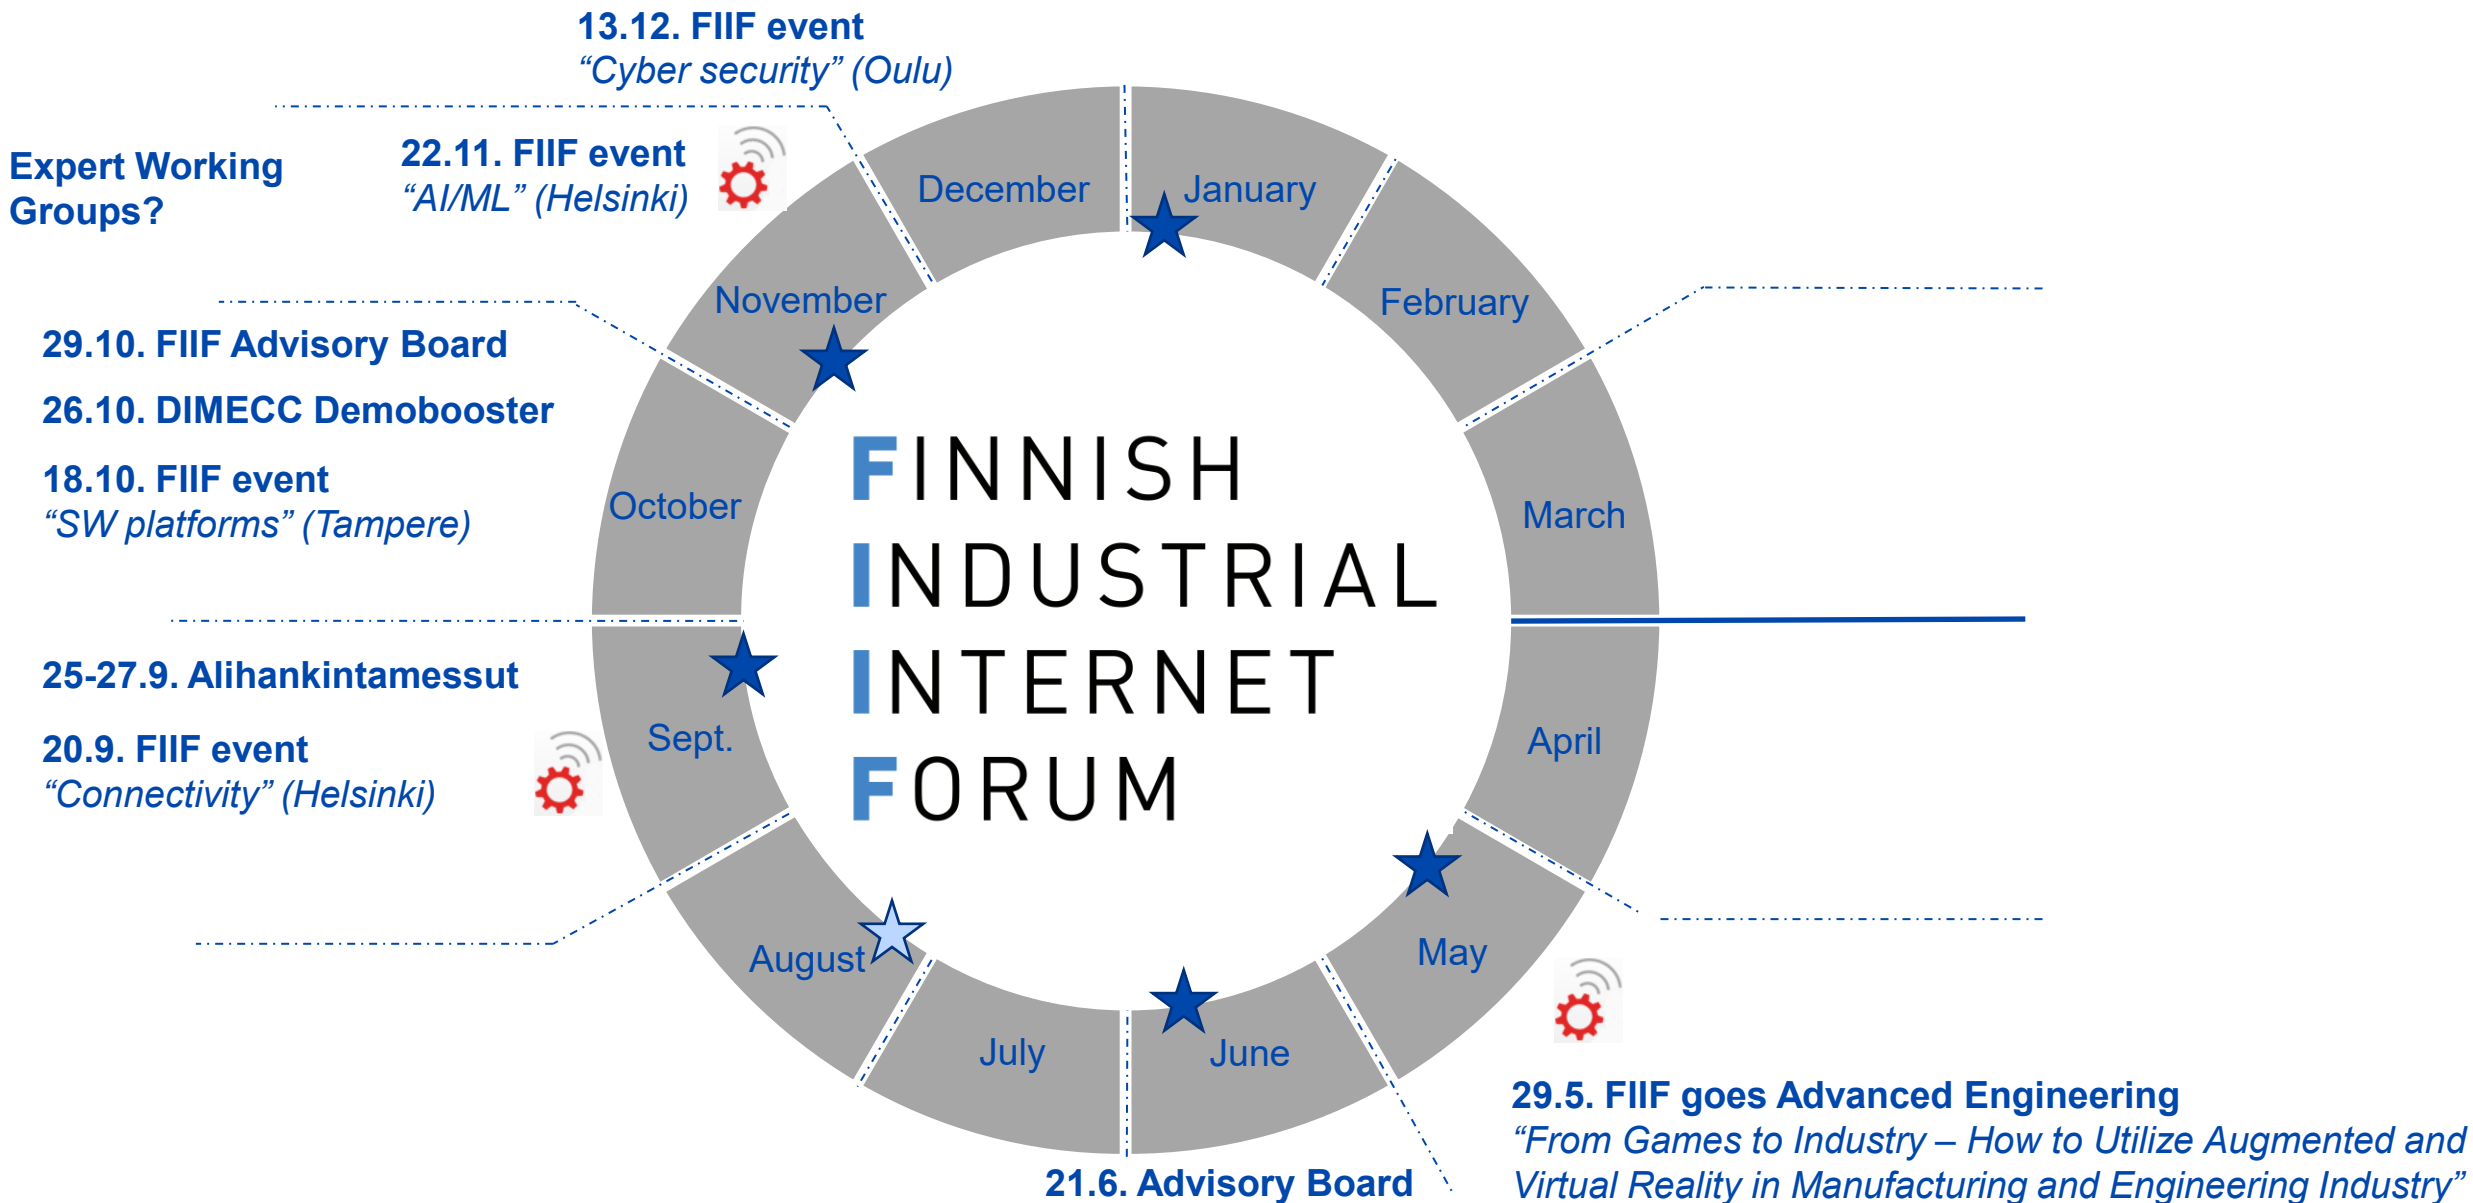 13.12. FIIF event
“Cyber security” (Oulu)
22.11. FIIF event
“AI/ML” (Helsinki)
Expert Working
Groups?
29.10. FIIF Advisory Board
26.10. DIMECC Demobooster
18.10. FIIF event
“SW platforms” (Tampere)
25-27.9. Alihankintamessut
20.9. FIIF event
“Connectivity” (Helsinki)
December
January
November
February
October
March
Sept.
April
August
May
July
June
FINNISH
INDUSTRIAL
INTERNET
FORUM
29.5. FIIF goes Advanced Engineering
“From Games to Industry – How to Utilize Augmented and
Virtual Reality in Manufacturing and Engineering Industry”
21.6. Advisory Board